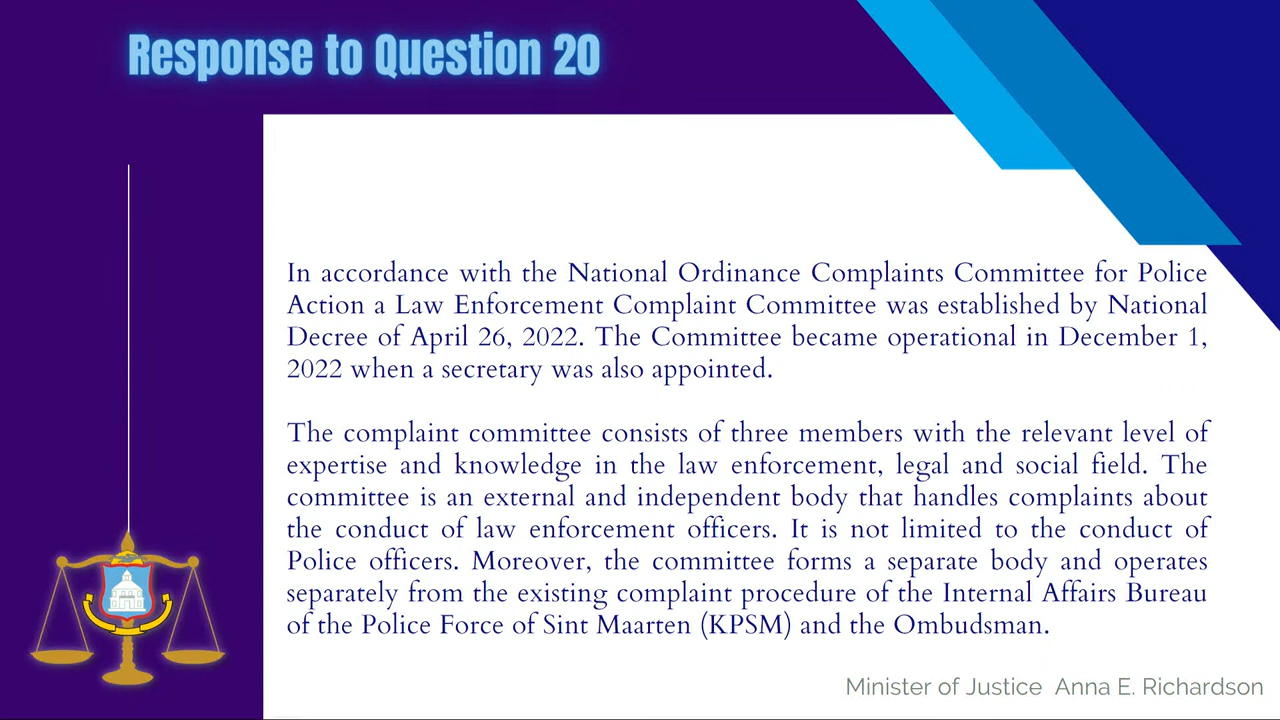 Response to Question 20
In accordance with the National Ordinance Complaints Committee for Police
Action a Law Enforcement Complaint Committee was established by National
Decree of April 26, 2022. The Committee became operational in December 1,
2022 when a secretary was also appointed.
The complaint committee consists of three members with the relevant level of
expertise and knowledge in the law enforcement, legal and social field. The
committee is an external and independent body that handles complaints about
the conduct of law enforcement officers. It is not limited to the conduct of
Police officers. Moreover, the committee forms a separate body and operates
separately from the existing complaint procedure of the Internal Affairs Bureau
of the Police Force of Sint Maarten (KPSM) and the Ombudsman.
Minister of Justice Anna E. Richardson